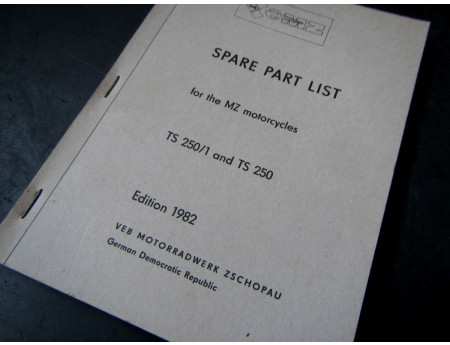 MZ
SPARE PART LIST
for the MZ motorcycles
TS 250/1 and TS 250
Edition 1982
VEB MOTORRADWERK ZSCHOPAU
German Democratic Republic